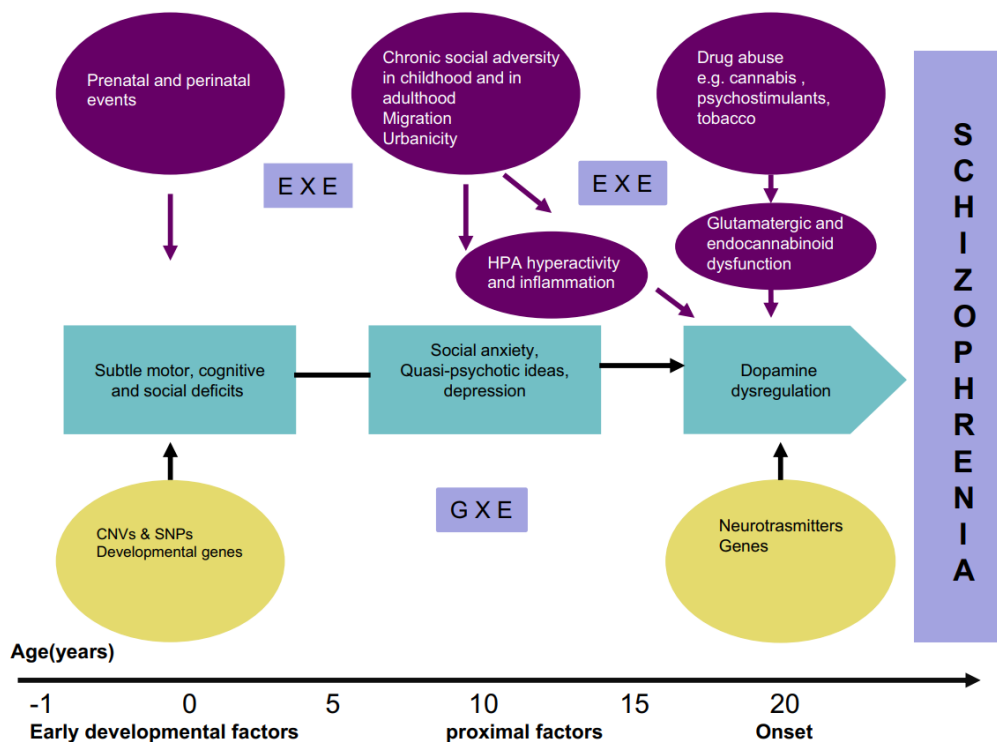 Prenatal and perinatal
events
Chronic social adversity
in childhood and in
adulthood
Migration
Urbanicity
Drug abuse
e.g. cannabis ,
psychostimulants,
tobacco
E X E
E X E
Glutamatergic and
endocannabinoid
dysfunction
HPA hyperactivity
and inflammation
Subtle motor, cognitive
and social deficits
Social anxiety,
Quasi-psychotic ideas,
depression
Dopamine
dysregulation
G X E
CNVs & SNPs
Developmental genes
Neurotrasmitters
Genes
SCHIZOPHRENIA
Age(years)
-1 0 5 10 15 20
Early developmental factors proximal factors Onset